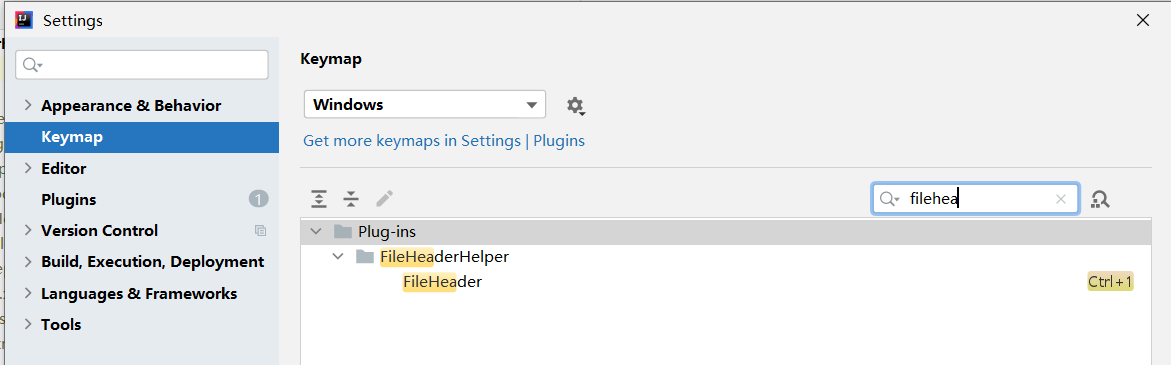 Settings
Keymap
Windows
Get more keymaps in Settings | Plugins
Appearance & Behavior
Keymap
Editor
Plugins 1
Version Control
Build, Execution, Deployment
Languages & Frameworks
Tools
filehea
Plug-ins
FileHeaderHelper
FileHeader Ctrl+1